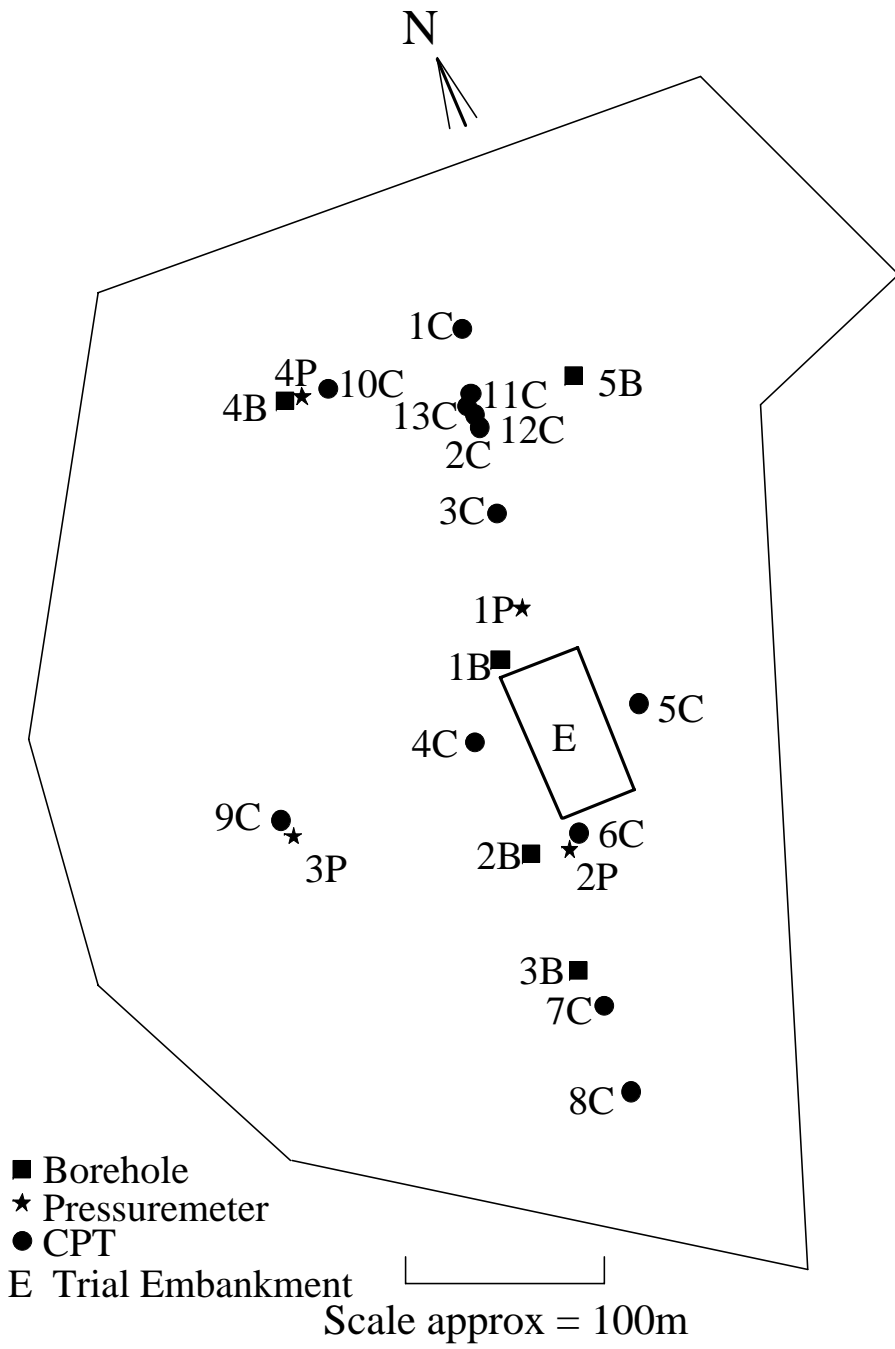 N
1C
4P
10C
11C
5B
4B
13C
12C
2C
3C
1P
1B
5C
E
4C
9C
6C
2B
3P
2P
3B
7C
8C
Borehole
Pressuremeter
CPT
E Trial Embankment
Scale approx = 100m